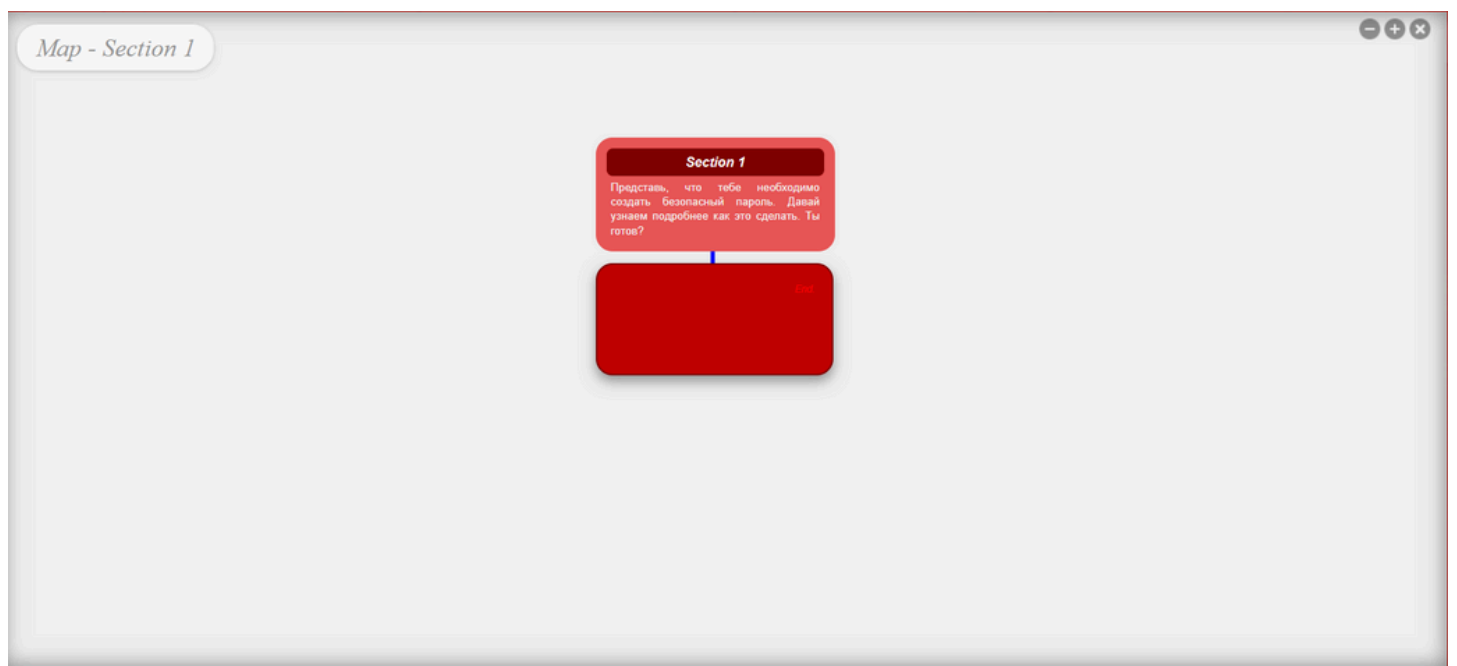 Map - Section 1
Section 1
Представь, что тебе необходимо
создать безопасный пароль. Давай
узнаем подробнее как это сделать. Ты
готов?
End